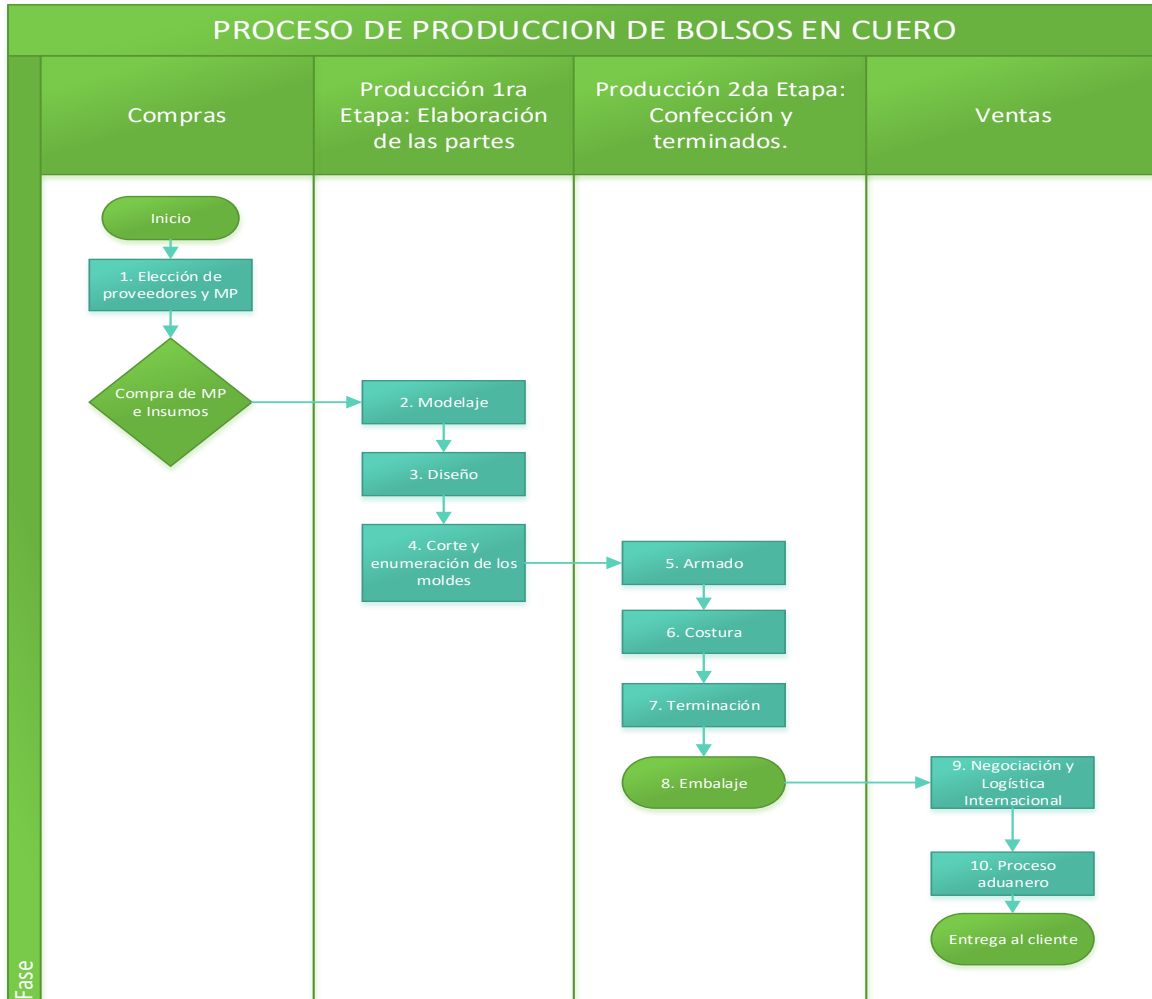 PROCESO DE PRODUCCION DE BOLSOS EN CUERO
Compras
Producción 1ra
Etapa: Elaboración
de las partes
Producción 2da Etapa:
Confección y
terminados.
Ventas
Inicio
1. Elección de
proveedores y MP
Compra de MP
e Insumos
2. Modelaje
3. Diseño
4. Corte y
enumeración de los
moldes
5. Armado
6. Costura
7. Terminación
8. Embalaje
9. Negociación y
Logística
Internacional
10. Proceso
aduanero
Entrega al cliente
Fase